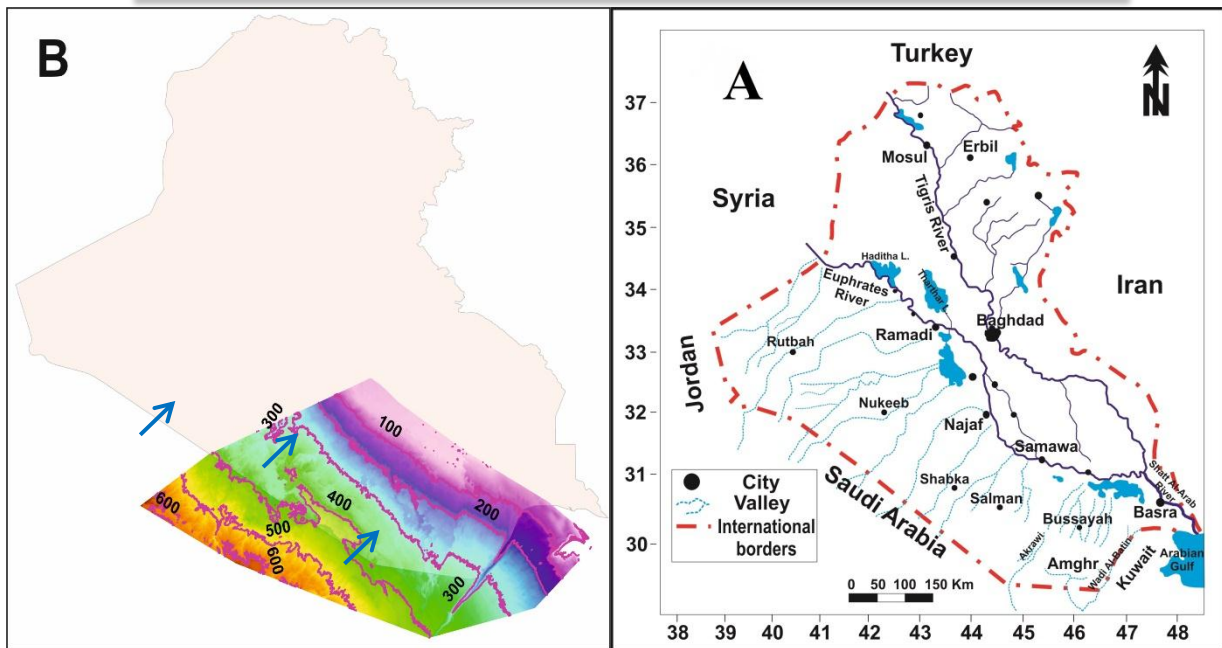 B
300
100
400
200
600
500
600
300
A
Turkey
N
37
36
35
34
33
32
31
30
Mosul
Erbil
Syria
Tigris River
Iran
Haditha L.
Euphrates
River
Tharthar L.
Baghdad
Ramadi
Rutbah
Jordan
Nukeeb
Najaf
Samawa
Shatt Al-Arab
River
Basra
Shabka
Salman
Saudi Arabia
Bussayah
Akrawi
Amghr
Wadi Al-Batin
Kuwait
Arabian
Gulf
City
Valley
International
borders
0 50 100 150 Km
38 39 40 41 42 43 44 45 46 47 48